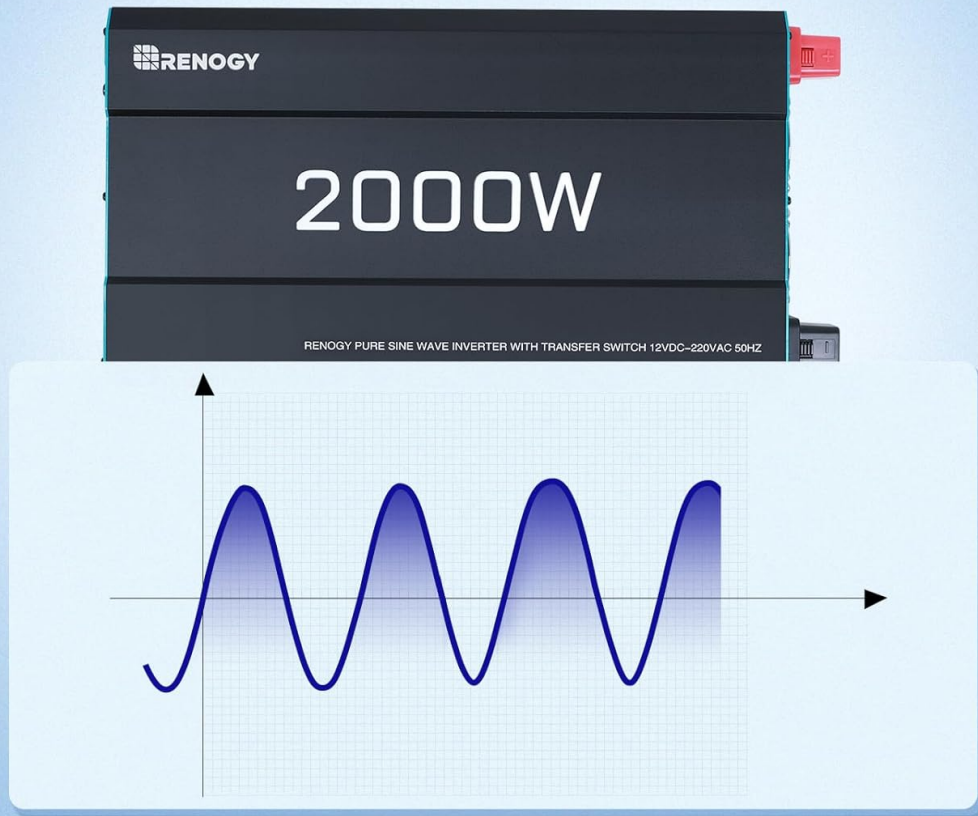 RENOGY
2000W
RENOGY PURE SINE WAVE INVERTER WITH TRANSFER SWITCH 12VDC–220VAC 50HZ